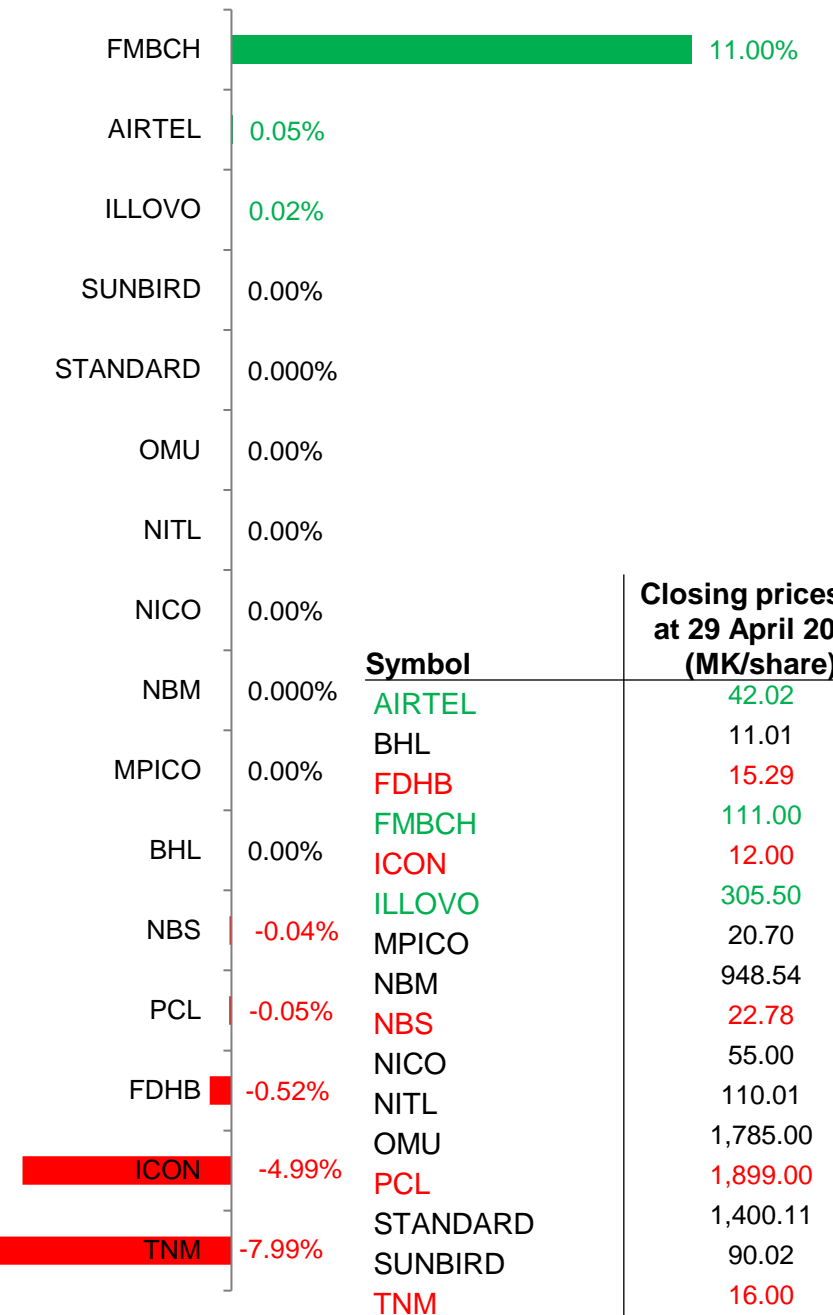 FMBCH 11.00%
AIRTEL 0.05%
ILLOVO 0.02%
SUNBIRD 0.00%
STANDARD 0.000%
OMU 0.00%
NITL 0.00%
NICO 0.00%
NBM 0.000%
MPICO 0.00%
BHL 0.00%
NBS -0.04%
PCL -0.05%
FDHB -0.52%
ICON -4.99%
TNM -7.99%
Closing prices
at 29 April 20
Symbol (MK/share)
AIRTEL 42.02
BHL 11.01
FDHB 15.29
FMBCH 111.00
ICON 12.00
ILLOVO 305.50
MPICO 20.70
NBM 948.54
NBS 22.78
NICO 55.00
NITL 110.01
OMU 1,785.00
PCL 1,899.00
STANDARD 1,400.11
SUNBIRD 90.02
TNM 16.00